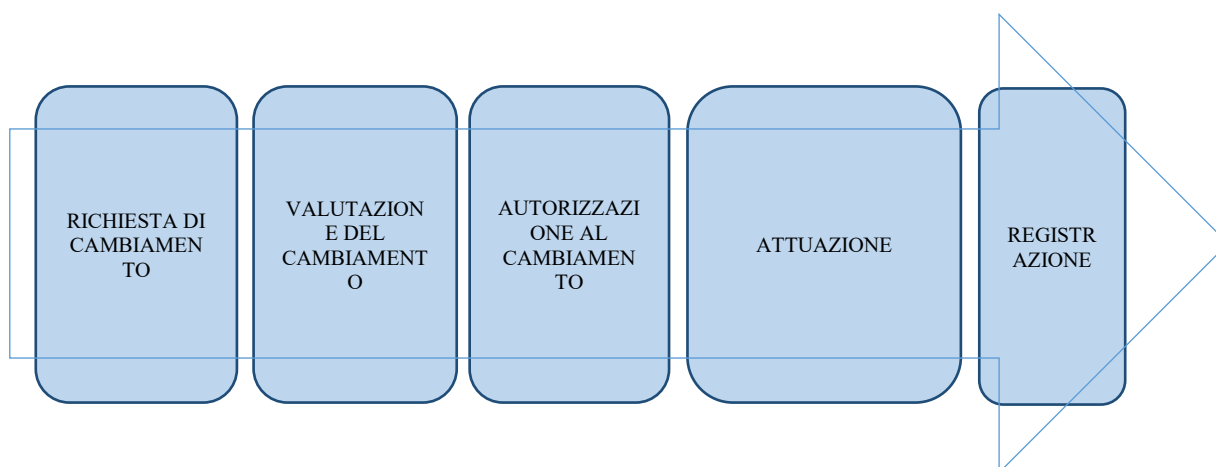 RICHIESTA DI
CAMBIAMEN
TO
VALUTAZION
E DEL
CAMBIAMENT
O
AUTORIZZAZI
ONE AL
CAMBIAMEN
TO
ATTUAZIONE
REGISTR
AZIONE